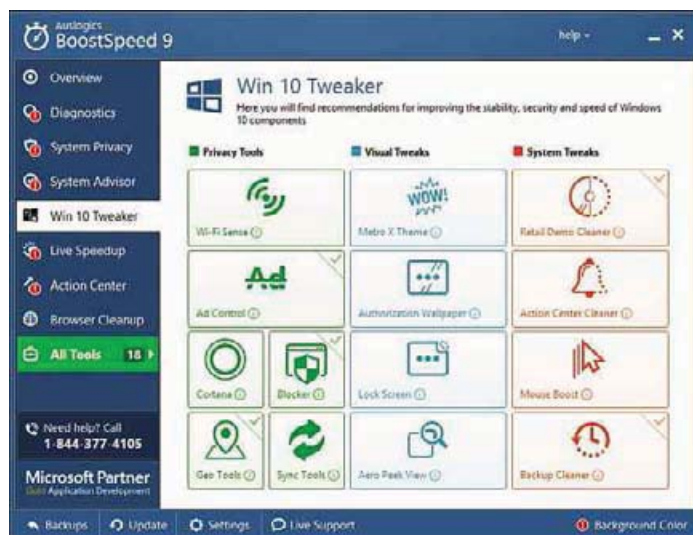 Auslogics
BoostSpeed 9
help
Overview
Diagnostics
System Privacy
System Advisor
Win 10 Tweaker
Live Speedup
Action Center
Browser Cleanup
All Tools 18
Need help? Call
1-844-377-4105
Microsoft Partner
Gold Application Development
Win 10 Tweaker
Here you will find recommendations for improving the stability, security and speed of Windows
10 components
Privacy Tools
Wi-Fi Sense
Ad
Ad Control
Cortana
Blocker
Geo Tools
Sync Tools
Visual Tweaks
WOW!
Metro X Theme
Authorization Wallpaper
Lock Screen
Aero Peek View
System Tweaks
Retail Demo Cleaner
Action Center Cleaner
Mouse Boost
Backup Cleaner
Backups
Update
Settings
Live Support
Background Color